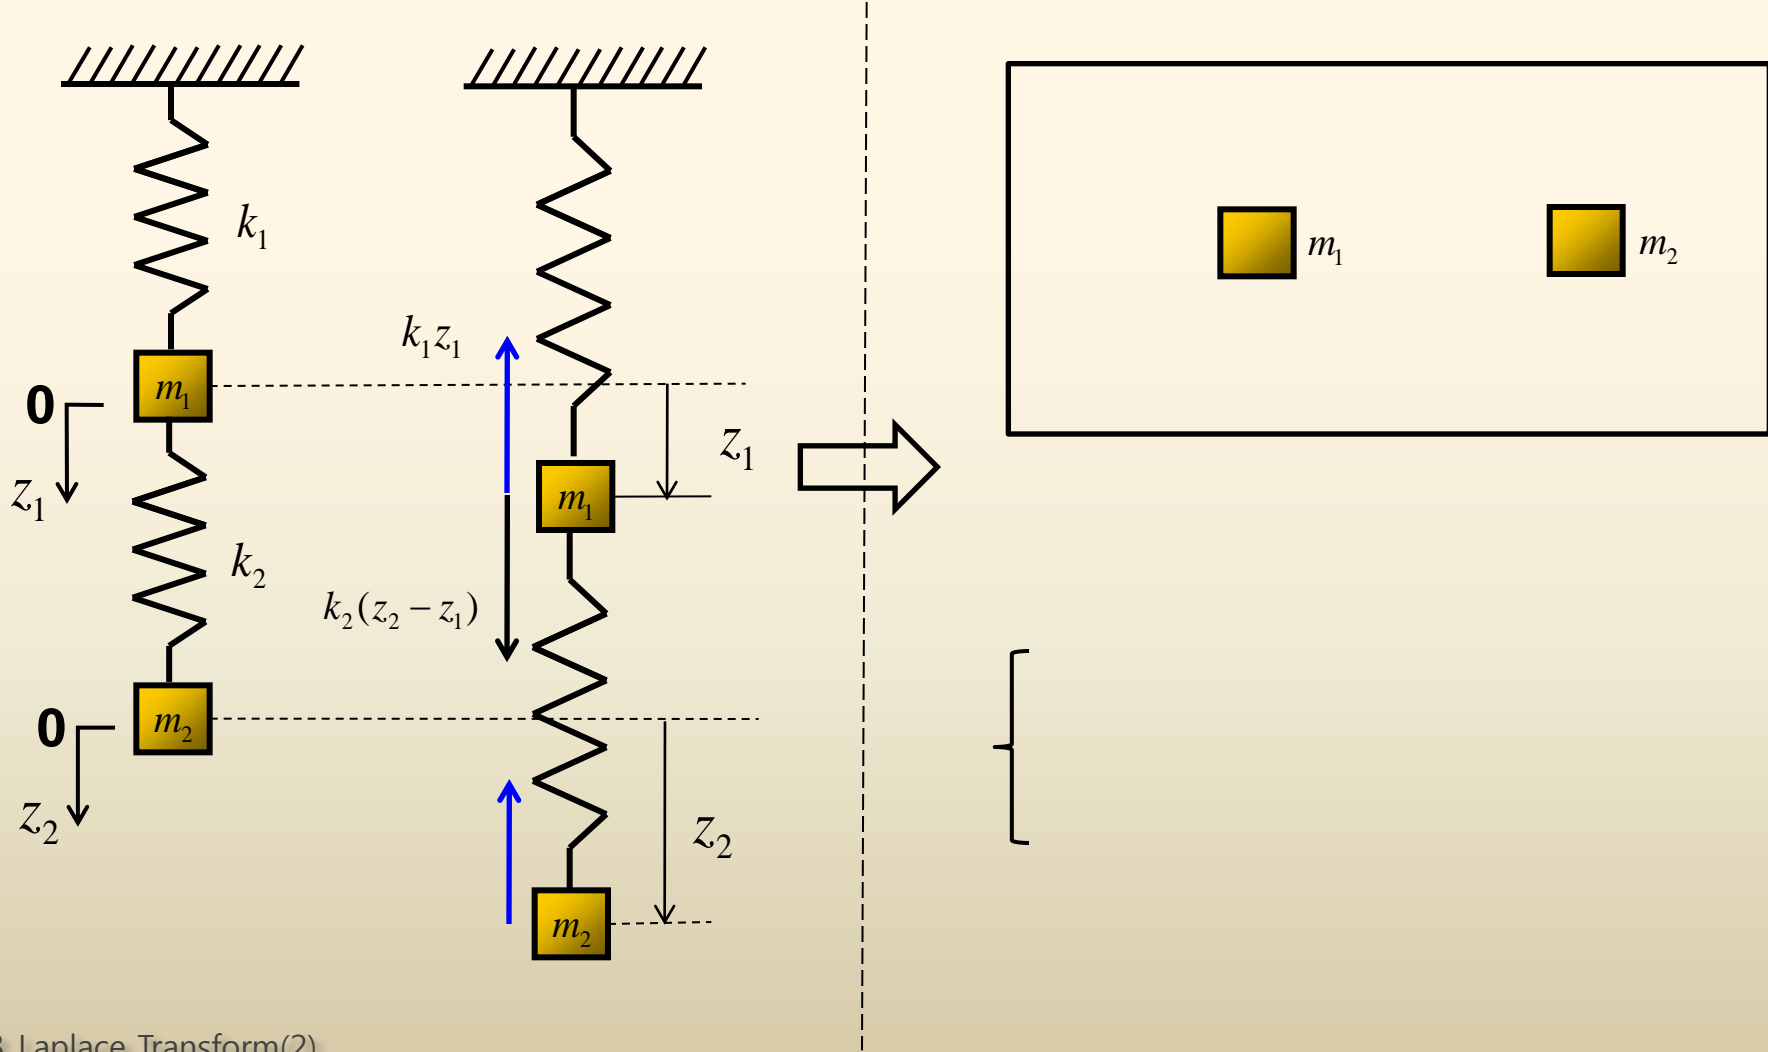 k₁
m₁
0
z₁
k₂
m₂
0
z₂
k₁z₁
z₁
m₁
k₂(z₂ − z₁)
z₂
m₂
m₁
m₂
Laplace Transform(2)